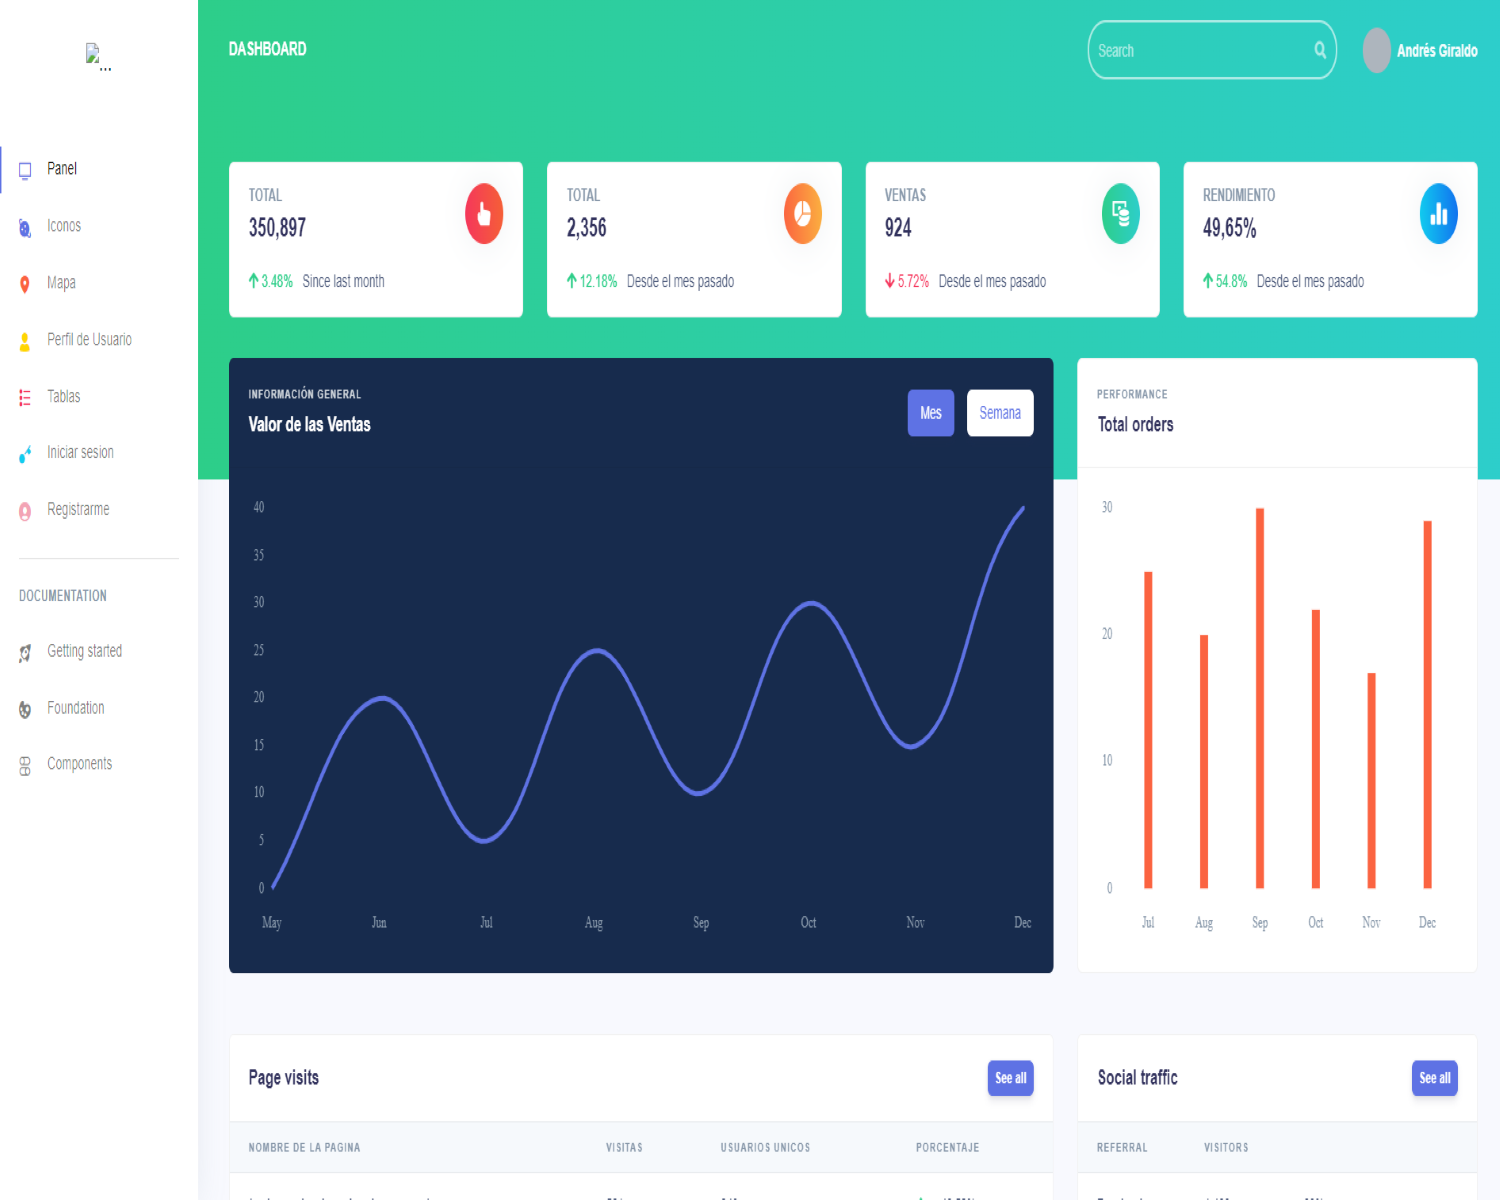 ...
Panel
Iconos
Mapa
Perfil de Usuario
Tablas
Iniciar sesion
Registrarme
DOCUMENTATION
Getting started
Foundation
Components
DASHBOARD
Search
Andrés Giraldo
TOTAL
350,897
3.48% Since last month
TOTAL
2,356
12.18% Desde el mes pasado
VENTAS
924
5.72% Desde el mes pasado
RENDIMIENTO
49,65%
54.8% Desde el mes pasado
INFORMACIÓN GENERAL
Valor de las Ventas
Mes Semana
40
35
30
25
20
15
10
5
0
May Jun Jul Aug Sep Oct Nov Dec
PERFORMANCE
Total orders
30
20
10
0
Jul Aug Sep Oct Nov Dec
Page visits See all
NOMBRE DE LA PAGINA VISITAS USUARIOS UNICOS PORCENTAJE
Social traffic See all
REFERRAL VISITORS